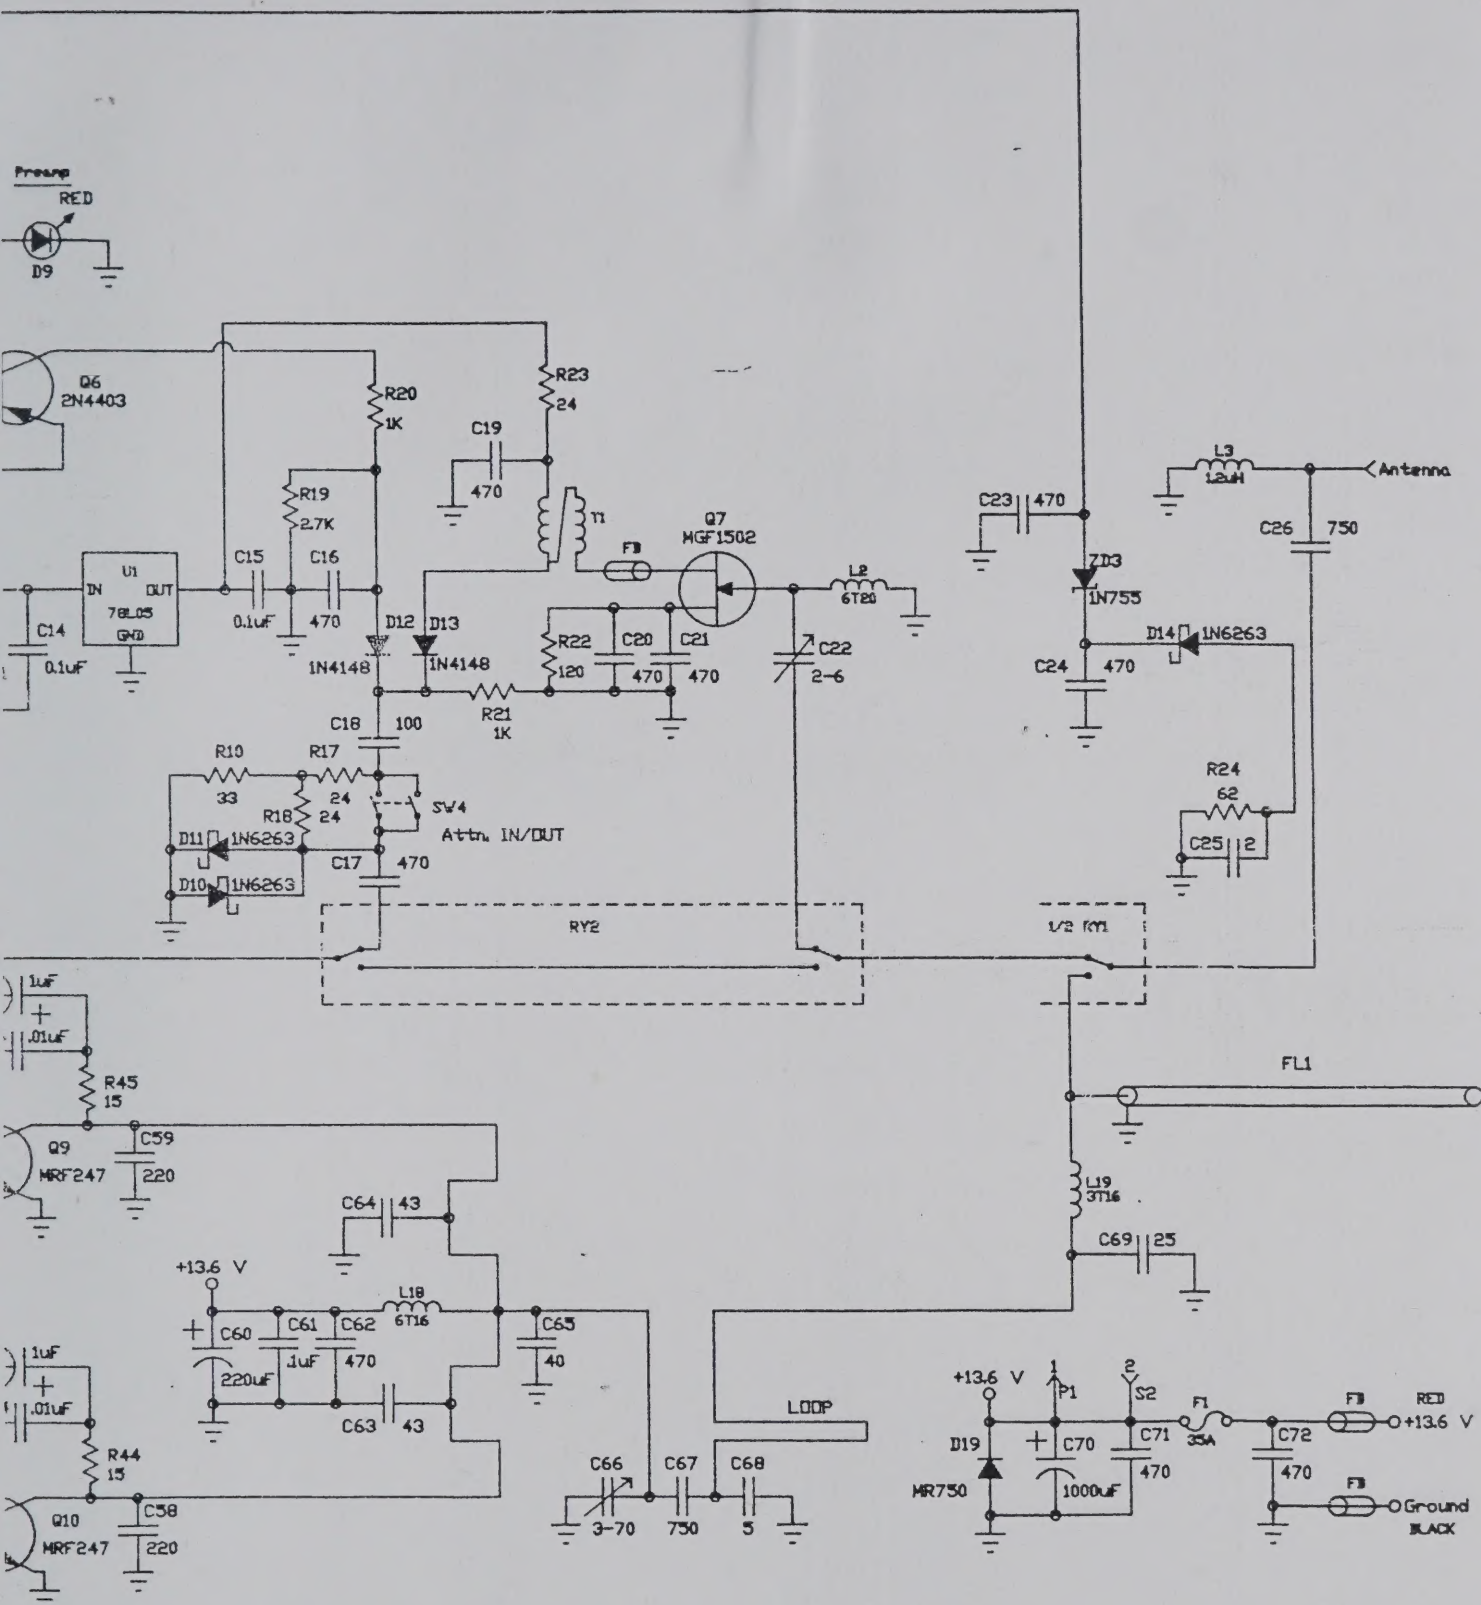 Preamp
RED
D9
Q6
2N4403
R20
1K
R23
24
C19
470
R19
2.7K
T1
Q7
MGF1502
FB
L2
6T20
C23 470
ZD3
1N755
L3
1.2uH
Antenna
C26 750
U1
IN OUT
78L05
GND
C14
0.1uF
C15
0.1uF
C16
470
D12 D13
1N4148 1N4148
R22
120
C20
470
C21
470
C22
2-6
R21
1K
D14 1N6263
C24 470
C18 100
R10
33
R17
24
R18 24
SW4
Attn. IN/OUT
D11 1N6263
C17 470
D10 1N6263
R24
62
C25 2
RY2
1/2 RY1
1uF
+
.01uF
R45
15
FL1
Q9
MRF247
C59
220
C64 43
L19
3T16
C69 25
+13.6 V
L18
6T16
+ C60
220uF
C61
.1uF
C62
470
C65
40
C63 43
1uF
+
.01uF
R44
15
LOOP
C66
3-70
C67
750
C68
5
Q10
MRF247
C58
220
+13.6 V
1
P1
2
S2
F1
35A
FB
RED
+13.6 V
D19
MR750
+ C70
1000uF
C71
470
C72
470
FB
Ground
BLACK